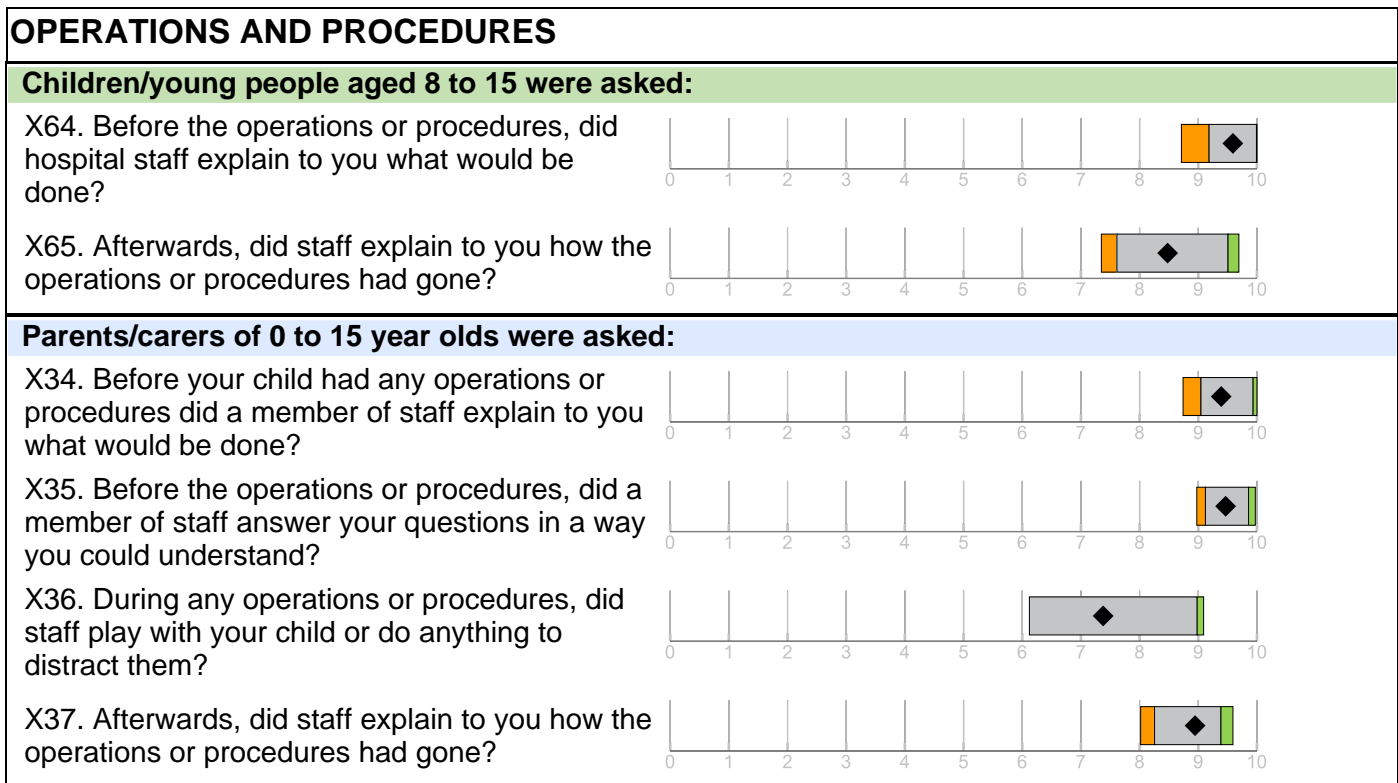 OPERATIONS AND PROCEDURES
Children/young people aged 8 to 15 were asked:
X64. Before the operations or procedures, did
hospital staff explain to you what would be
done?
0 1 2 3 4 5 6 7 8 9 10
X65. Afterwards, did staff explain to you how the
operations or procedures had gone?
0 1 2 3 4 5 6 7 8 9 10
Parents/carers of 0 to 15 year olds were asked:
X34. Before your child had any operations or
procedures did a member of staff explain to you
what would be done?
0 1 2 3 4 5 6 7 8 9 10
X35. Before the operations or procedures, did a
member of staff answer your questions in a way
you could understand?
0 1 2 3 4 5 6 7 8 9 10
X36. During any operations or procedures, did
staff play with your child or do anything to
distract them?
0 1 2 3 4 5 6 7 8 9 10
X37. Afterwards, did staff explain to you how the
operations or procedures had gone?
0 1 2 3 4 5 6 7 8 9 10